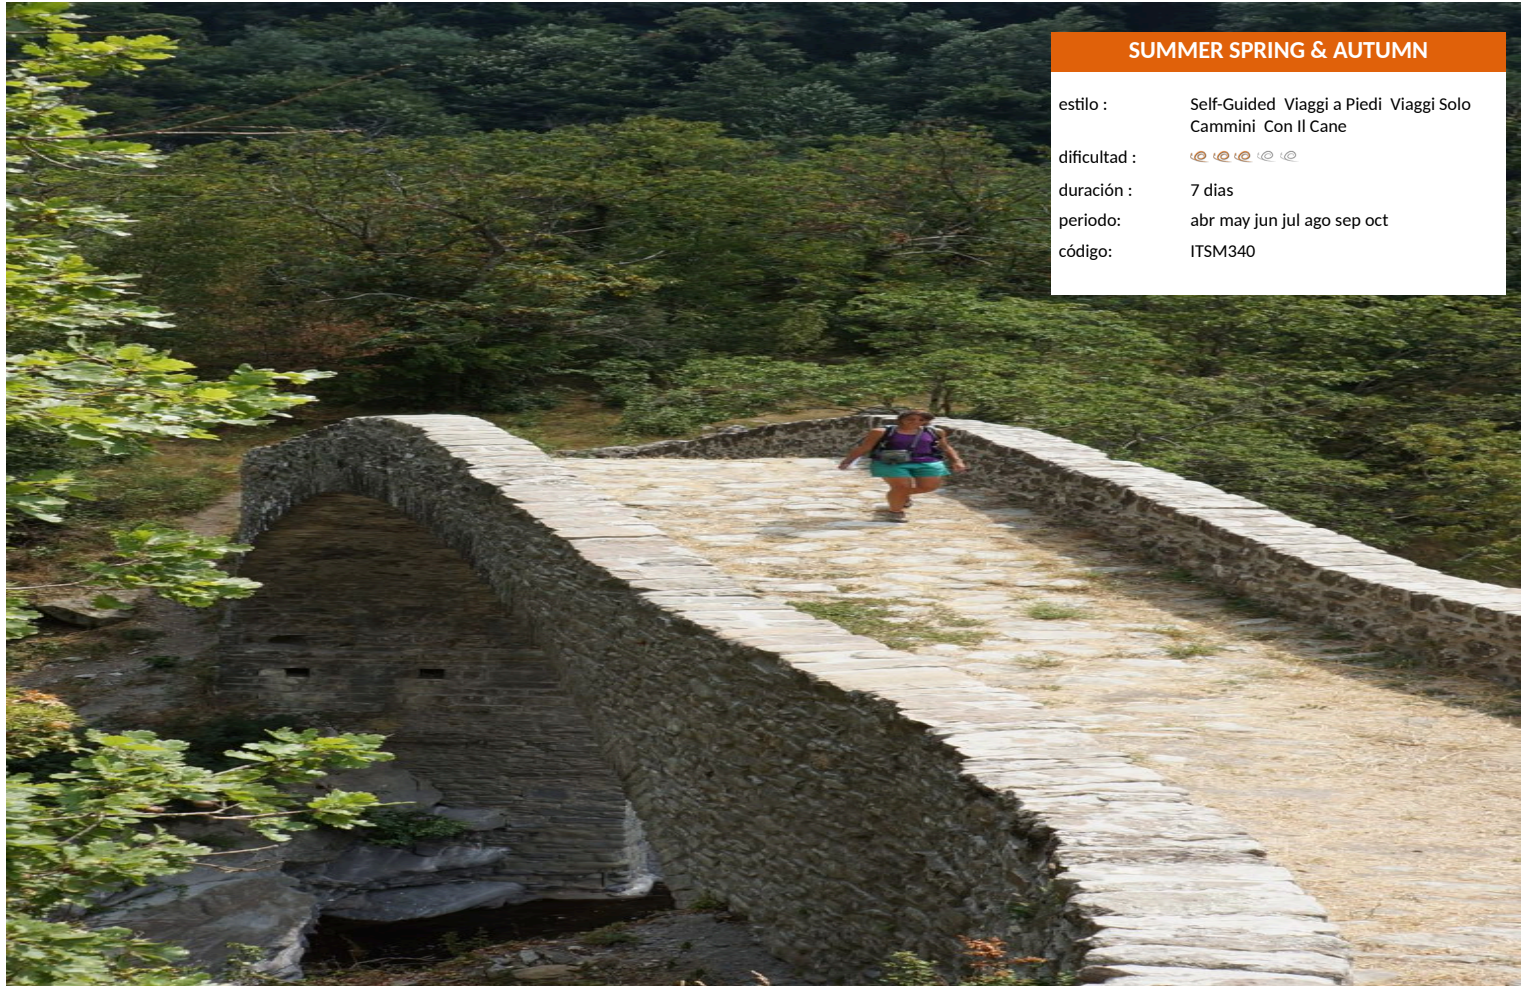 SUMMER SPRING & AUTUMN
estilo : Self-Guided Viaggi a Piedi Viaggi Solo
Cammini Con Il Cane
dificultad :
duración : 7 dias
periodo: abr may jun jul ago sep oct
código: ITSM340